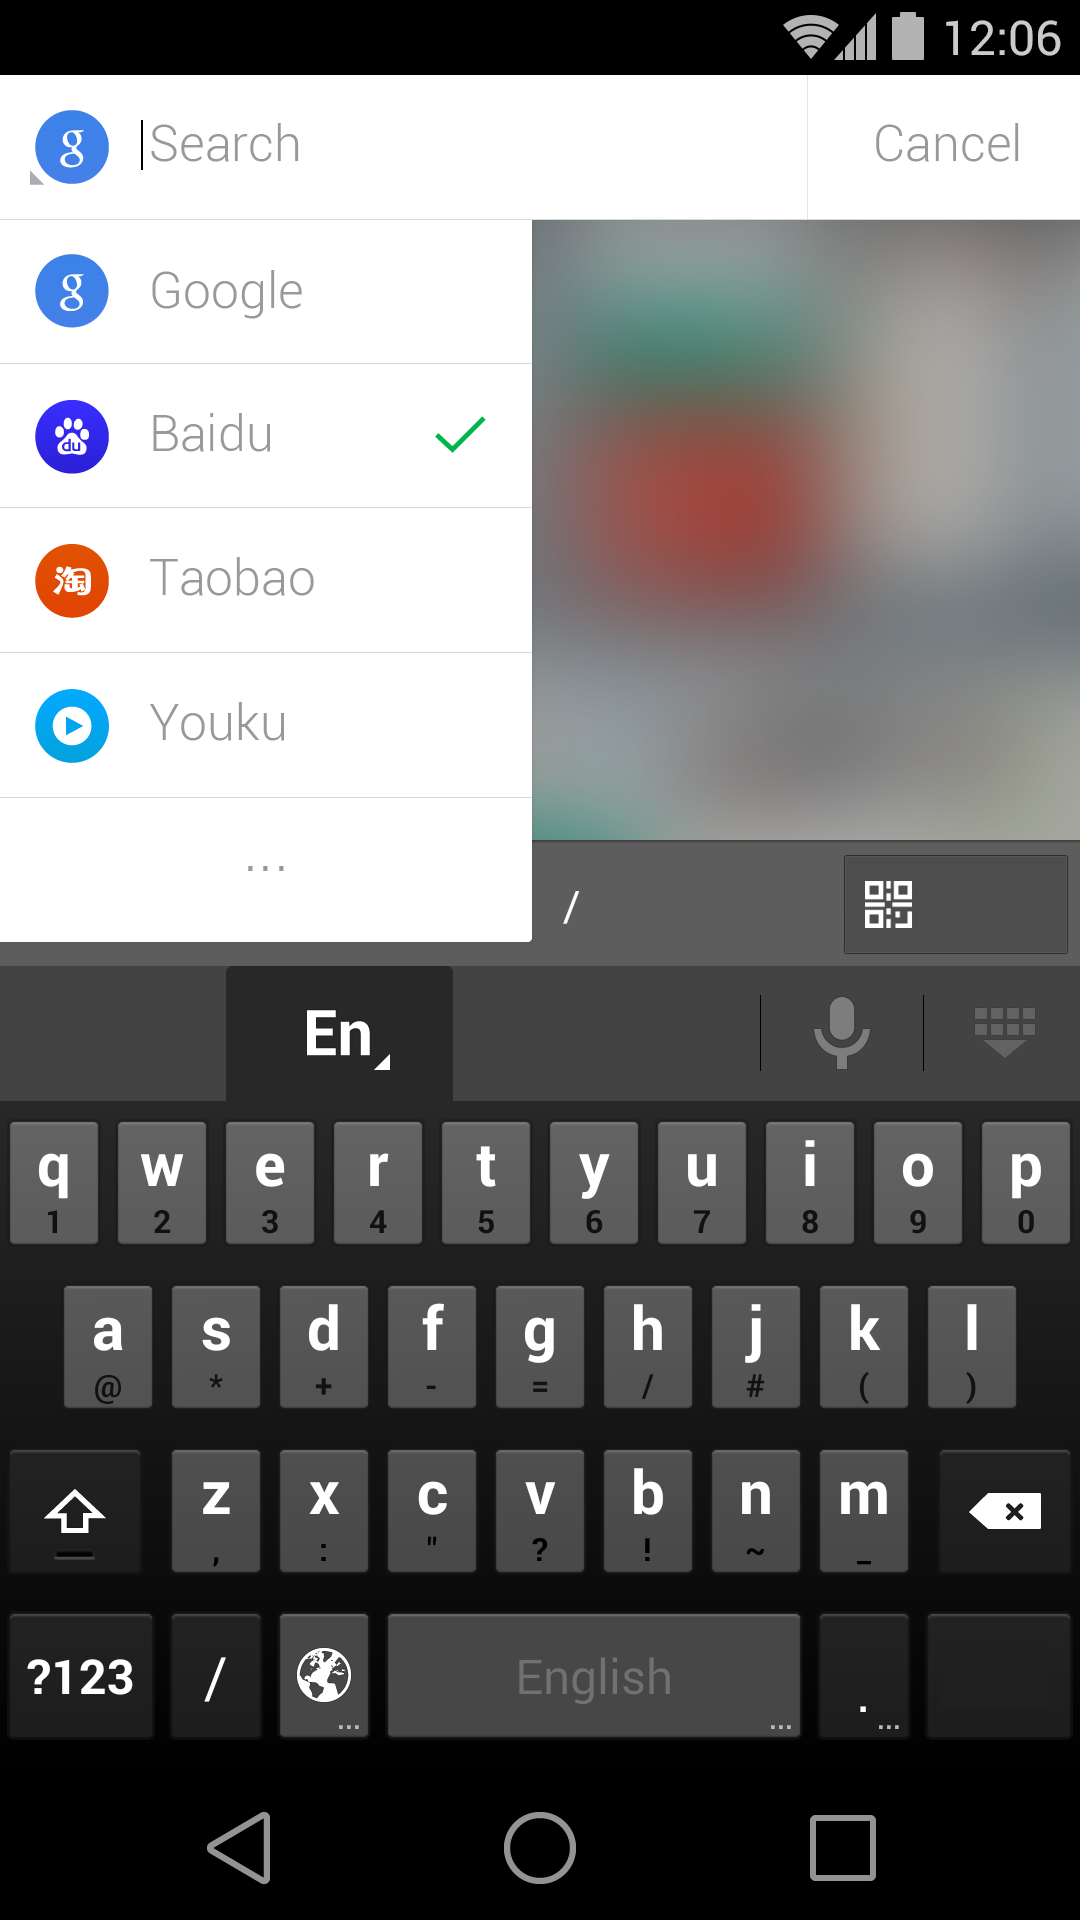 12:06
g Search Cancel
g Google
du Baidu
淘 Taobao
Youku
...
/
En
q w e r t y u i o p
1 2 3 4 5 6 7 8 9 0
a s d f g h j k l
@ * + - = / # ( )
z x c v b n m
, : " ? ! ~ _
?123 / ... English ... . ...